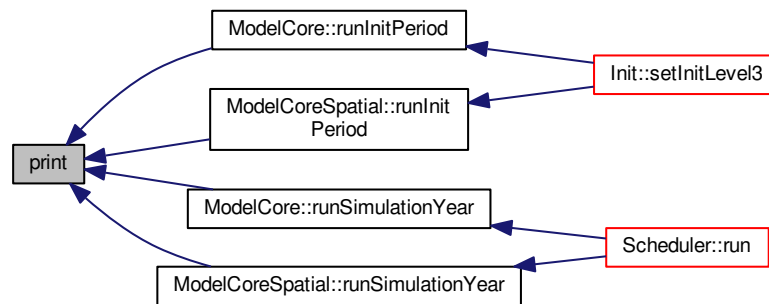 ModelCore::runInitPeriod
Init::setInitLevel3
ModelCoreSpatial::runInit
Period
print
ModelCore::runSimulationYear
Scheduler::run
ModelCoreSpatial::runSimulationYear